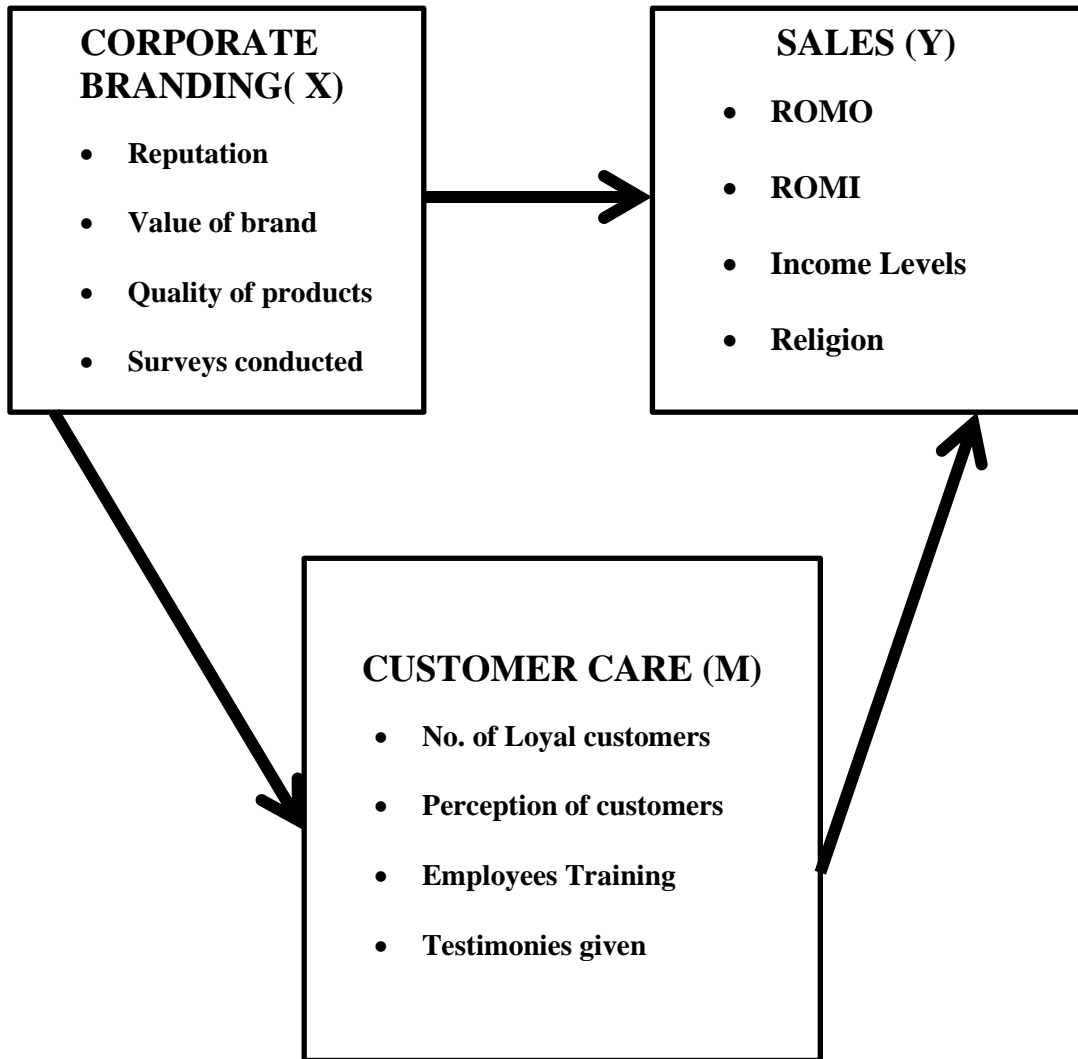 CORPORATE
BRANDING( X)
• Reputation
• Value of brand
• Quality of products
• Surveys conducted
SALES (Y)
• ROMO
• ROMI
• Income Levels
• Religion
CUSTOMER CARE (M)
• No. of Loyal customers
• Perception of customers
• Employees Training
• Testimonies given